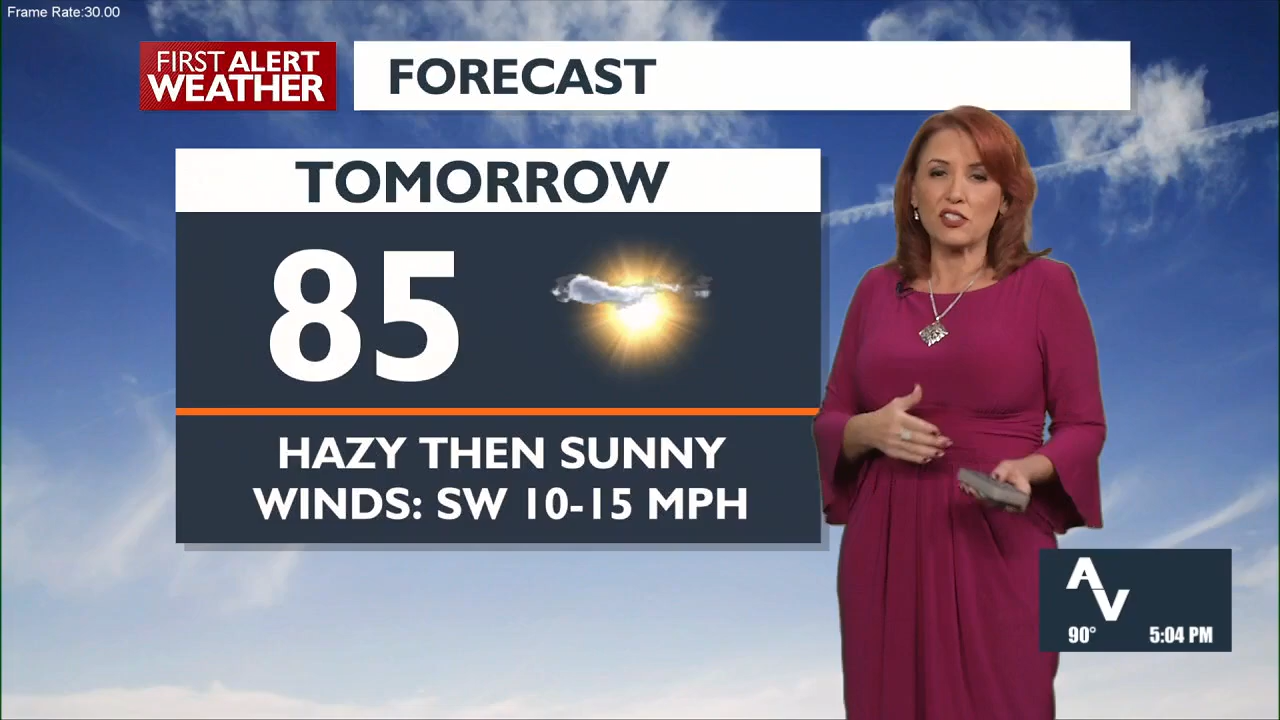 Frame Rate:30.00
FIRST ALERT
WEATHER
FORECAST
TOMORROW
85
HAZY THEN SUNNY
WINDS: SW 10-15 MPH
AV
90° 5:04 PM